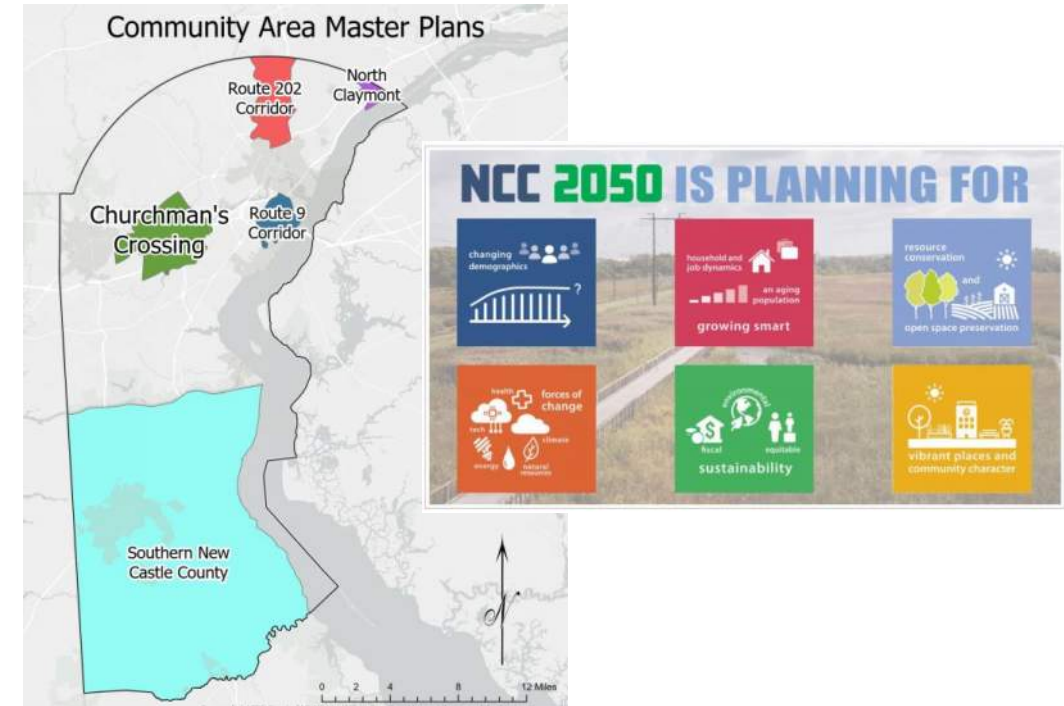 Community Area Master Plans
Route 202
Corridor
North
Claymont
Churchman's
Crossing
Route 9
Corridor
Southern New
Castle County
0 2 4 8 12 Miles
NCC 2050 IS PLANNING FOR
changing
demographics
?
household and
job dynamics
an aging
population
growing smart
resource
conservation
and
open space preservation
health
forces of
change
tech
climate
energy
natural
resources
environmental
$
fiscal
equitable
sustainability
vibrant places and
community character